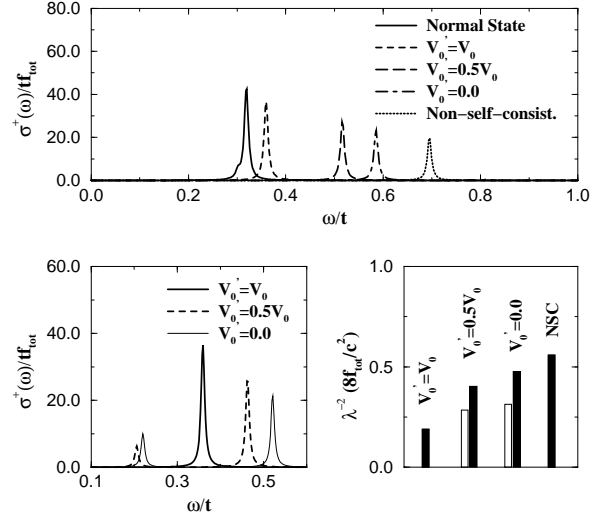 80.0
60.0
40.0
20.0
0.0
σ⁺(ω)/tf_tot
Normal State
V₀'=V₀
V₀'=0.5V₀
V₀'=0.0
Non−self−consist.
0.0 0.2 0.4 0.6 0.8 1.0
ω/t
60.0
40.0
20.0
0.0
σ⁺(ω)/tf_tot
V₀'=V₀
V₀'=0.5V₀
V₀'=0.0
0.1 0.3 0.5
ω/t
1.0
0.5
0.0
λ⁻² (8f_tot/c²)
V₀'=V₀
V₀'=0.5V₀
V₀'=0.0
NSC